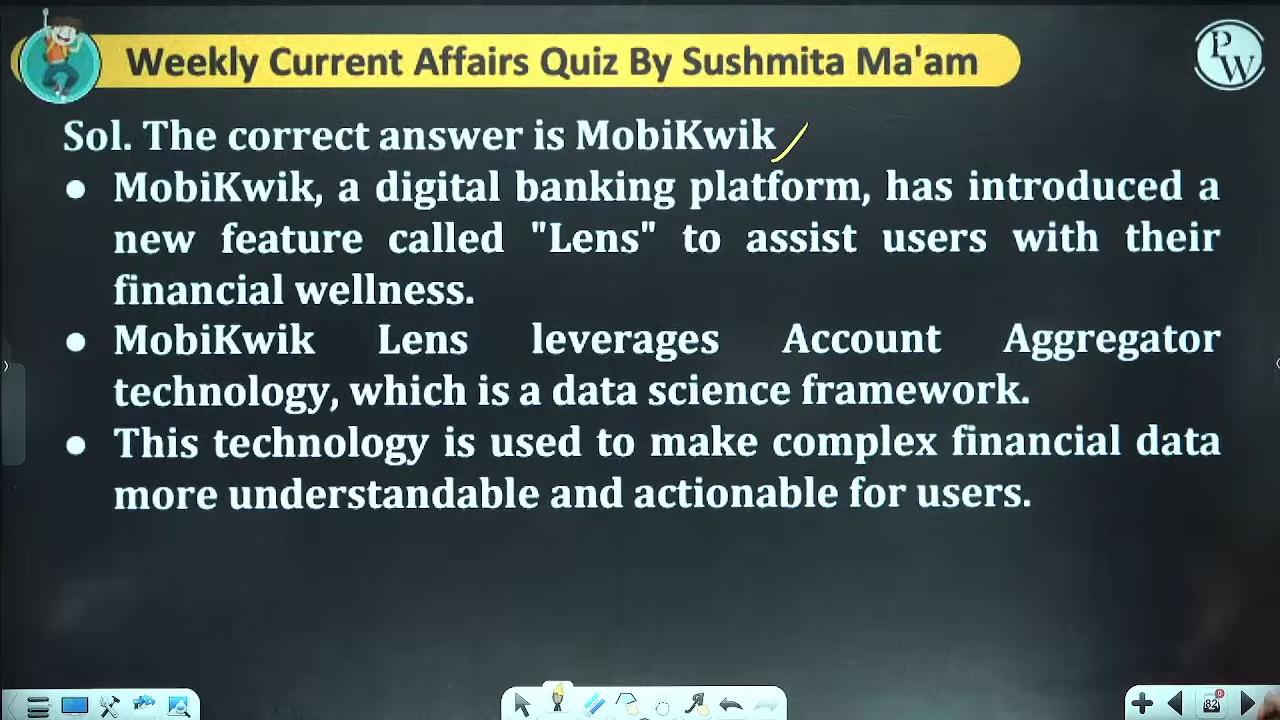 Weekly Current Affairs Quiz By Sushmita Ma'am
PW
Sol. The correct answer is MobiKwik
● MobiKwik, a digital banking platform, has introduced a
new feature called "Lens" to assist users with their
financial wellness.
● MobiKwik Lens leverages Account Aggregator
technology, which is a data science framework.
● This technology is used to make complex financial data
more understandable and actionable for users.
82